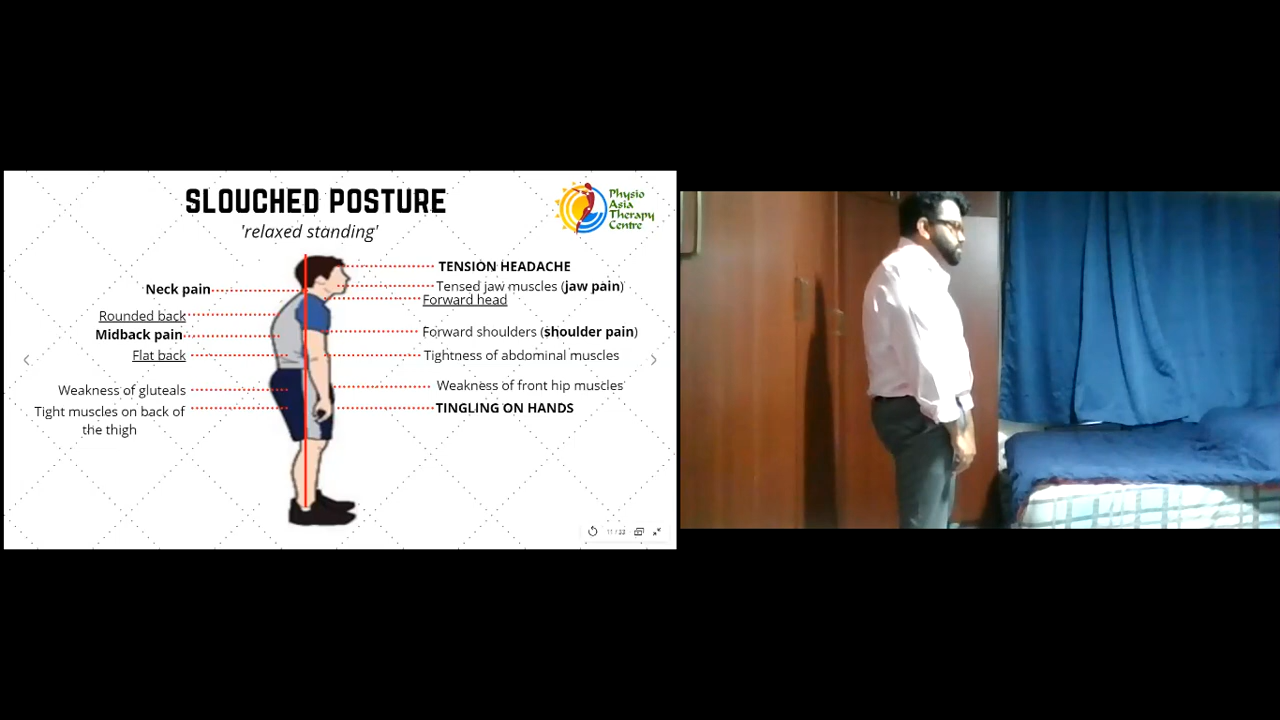 SLOUCHED POSTURE
'relaxed standing'
Physio
Asia
Therapy
Centre
TENSION HEADACHE
Tensed jaw muscles (jaw pain)
Forward head
Forward shoulders (shoulder pain)
Tightness of abdominal muscles
Weakness of front hip muscles
TINGLING ON HANDS
Neck pain
Rounded back
Midback pain
Flat back
Weakness of gluteals
Tight muscles on back of
the thigh